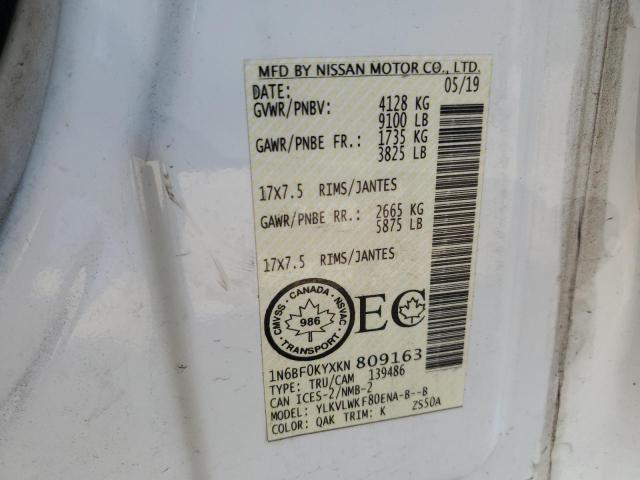 MFD BY NISSAN MOTOR CO., LTD.
DATE: 05/19
GVWR/PNBV: 4128 KG
9100 LB
GAWR/PNBE FR.: 1735 KG
3825 LB
17X7.5 RIMS/JANTES
GAWR/PNBE RR.: 2665 KG
5875 LB
17X7.5 RIMS/JANTES
CANADA
CMVSS NSVAC
986
TRANSPORT
EC
1N6BF0KYXKN 809163
TYPE: TRU/CAM 139486
CAN ICES-2/NMB-2
MODEL: YLKVLWKF80ENA-B--B
COLOR: QAK TRIM: K ZS50A